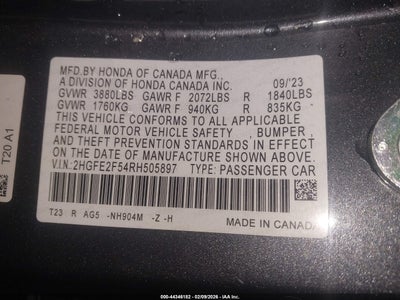 MFD.BY HONDA OF CANADA MFG.,
A DIVISION OF HONDA CANADA INC. 09/'23
GVWR 3880LBS GAWR F 2072LBS R 1840LBS
GVWR 1760KG GAWR F 940KG R 835KG
THIS VEHICLE CONFORMS TO ALL APPLICABLE
FEDERAL MOTOR VEHICLE SAFETY , BUMPER ,
AND THEFT PREVENTION STANDARDS IN EFFECT
ON THE DATE OF MANUFACTURE SHOWN ABOVE.
V.I.N:2HGFE2F54RH505897 TYPE: PASSENGER CAR
T23 R AG5 -NH904M -Z -H
MADE IN CANADA
T20 A1
000-44348182 - 02/09/2026 - IAA Inc.